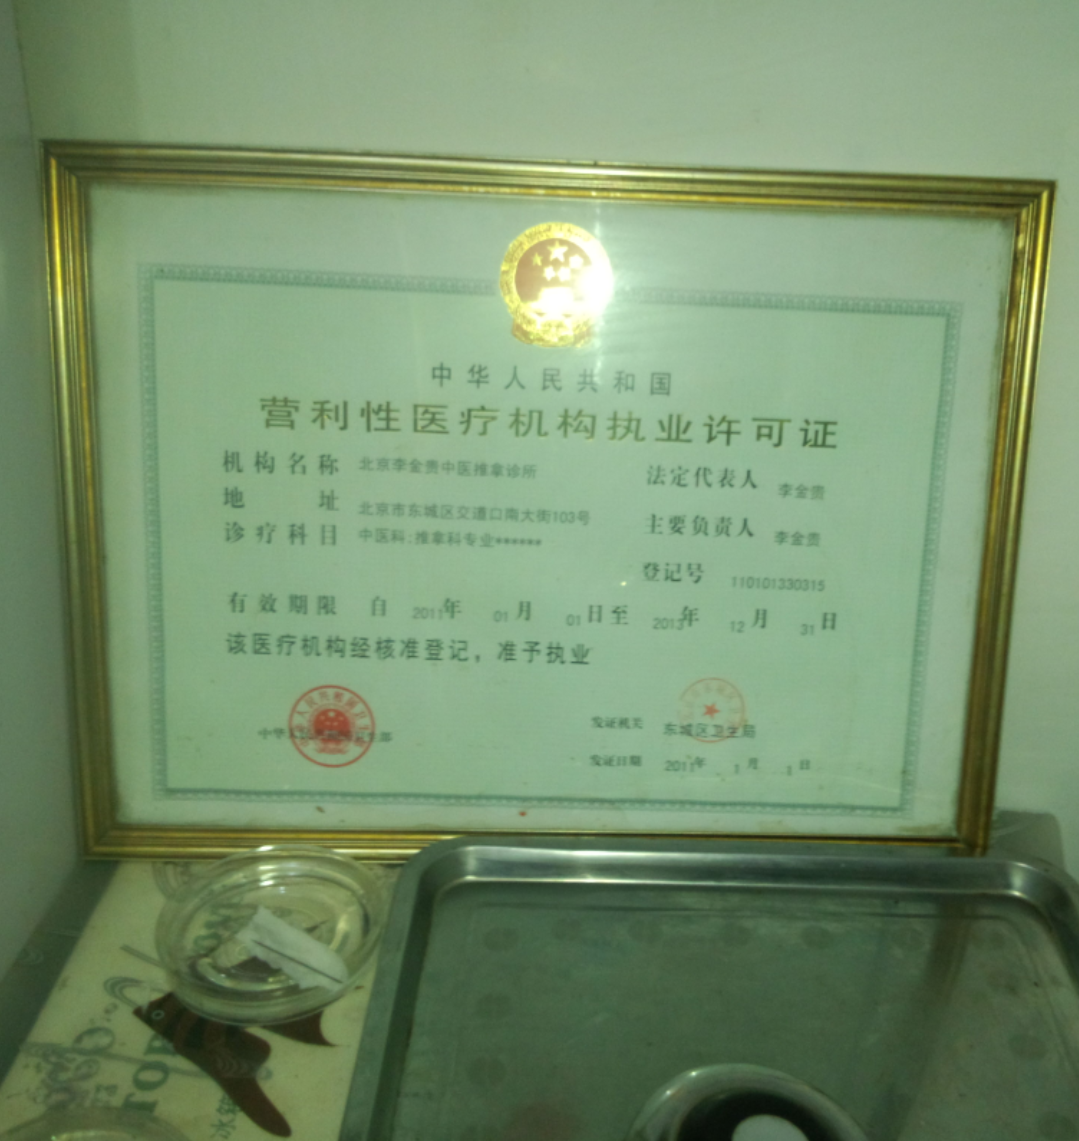 中华人民共和国
营利性医疗机构执业许可证
机构名称 北京李金贵中医推拿诊所 法定代表人 李金贵
地 址 北京市东城区交道口南大街103号 主要负责人 李金贵
诊疗科目 中医科:推拿科专业******
登记号 110101330315
有效期限 自 2011年 01月 01日至 2013年 12月 31日
该医疗机构经核准登记，准予执业
发证机关 东城区卫生局
发证日期 2011年 1月 1日
TOP